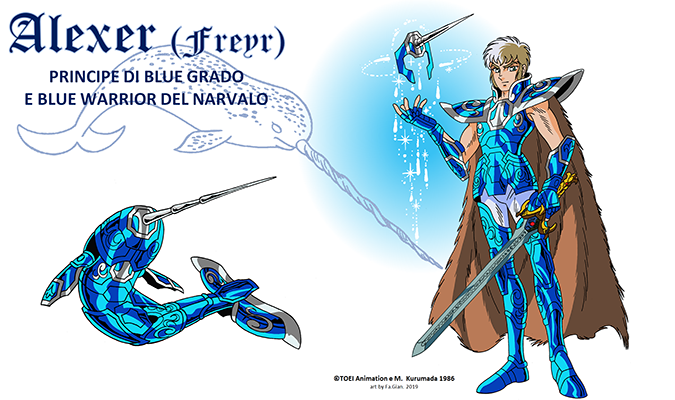 Alexer (Freyr)
PRINCIPE DI BLUE GRADO
E BLUE WARRIOR DEL NARVALO
©TOEI Animation e M. Kurumada 1986
art by Fa.Gian. 2019